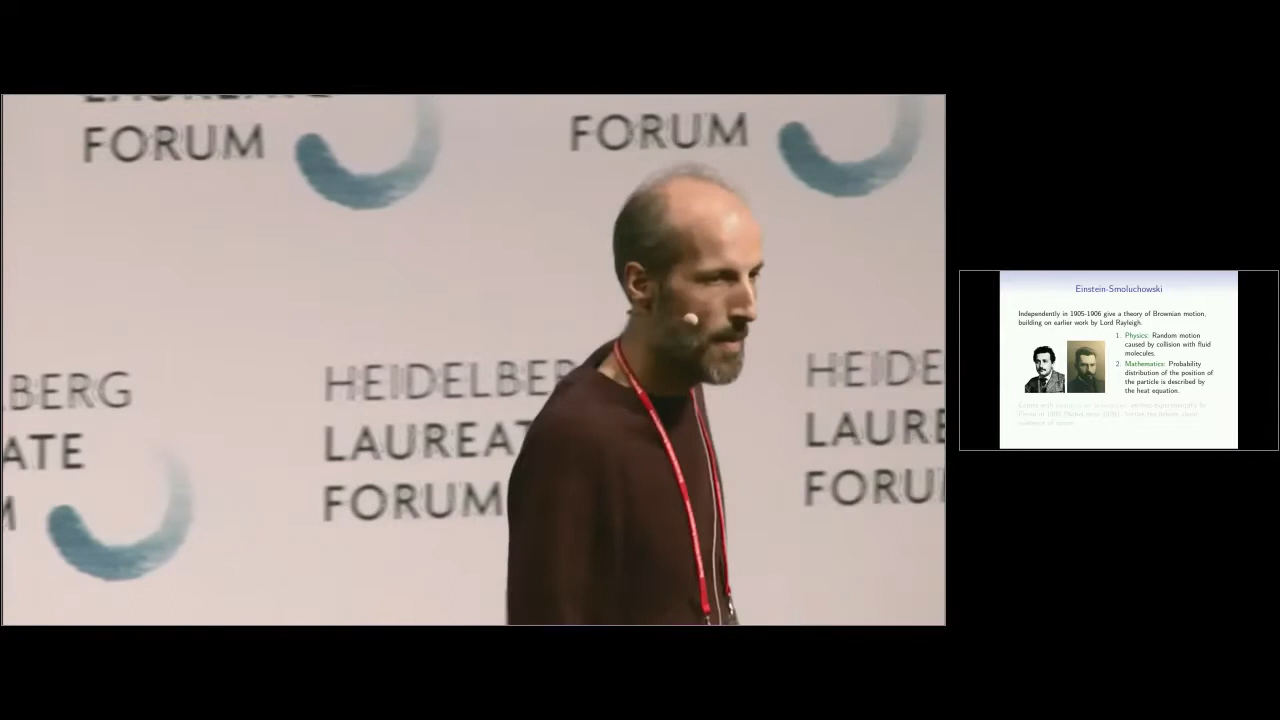 FORUM
FORUM
BERG
ATE
HEIDELBER
LAUREAT
FORUM
HEIDE
LAURE
FORU
Einstein-Smoluchowski
Independently in 1905-1906 give a theory of Brownian motion,
building on earlier work by Lord Rayleigh.
1. Physics: Random motion
caused by collision with fluid
molecules.
2. Mathematics: Probability
distribution of the position of
the particle is described by
the heat equation.